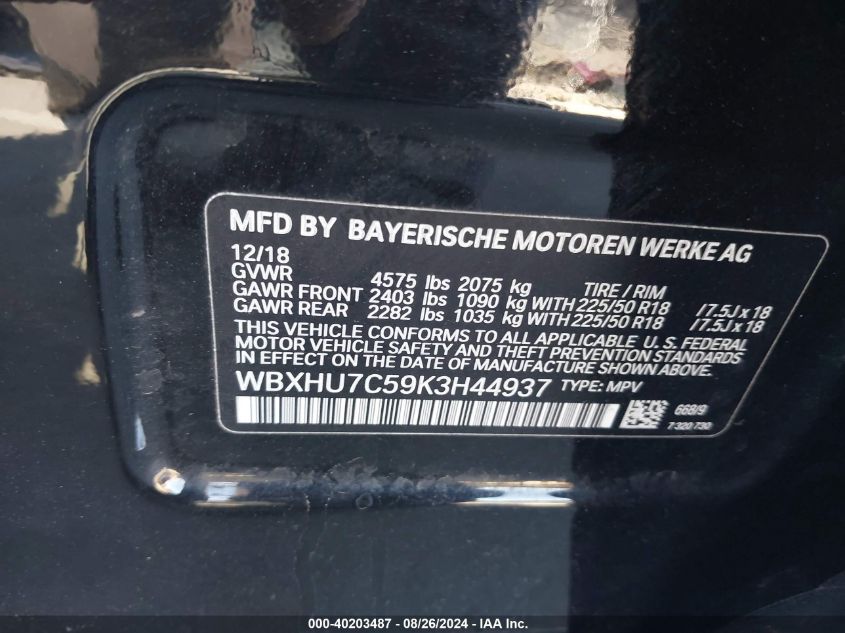 MFD BY BAYERISCHE MOTOREN WERKE AG
12/18
GVWR 4575 lbs 2075 kg TIRE / RIM
GAWR FRONT 2403 lbs 1090 kg WITH 225/50 R18 /7.5J x 18
GAWR REAR 2282 lbs 1035 kg WITH 225/50 R18 /7.5J x 18
THIS VEHICLE CONFORMS TO ALL APPLICABLE U.S. FEDERAL
MOTOR VEHICLE SAFETY AND THEFT PREVENTION STANDARDS
IN EFFECT ON THE DATE OF MANUFACTURE SHOWN ABOVE.
WBXHU7C59K3H44937 TYPE: MPV
668/9
7 320 730
000-40203487 - 08/26/2024 - IAA Inc.